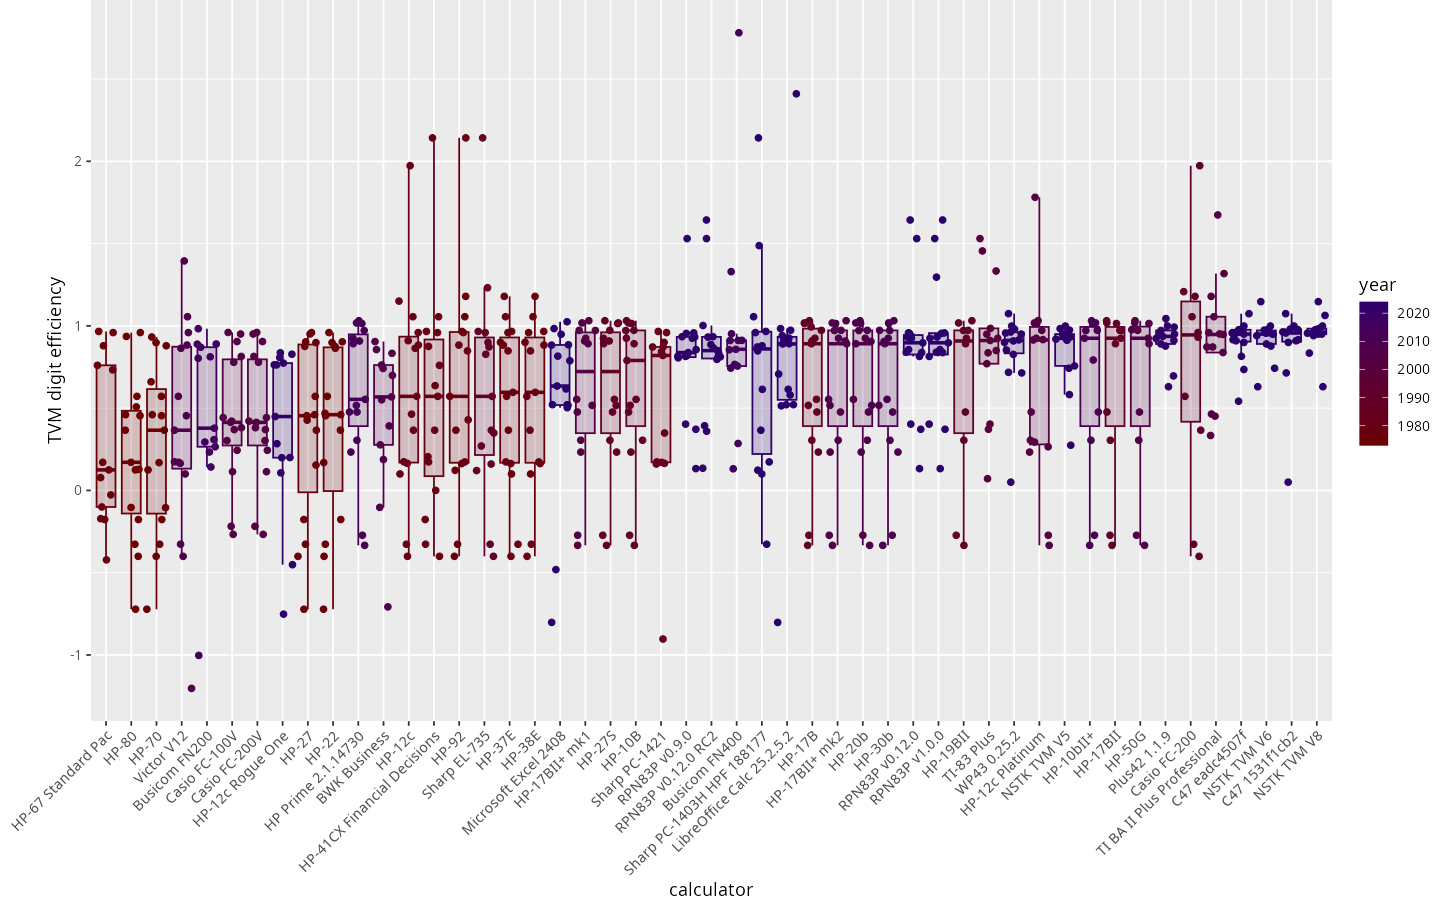 TVM digit efficiency
2
1
0
-1
HP-67 Standard Pac
HP-80
HP-70
Victor V12
Busicom FN200
Casio FC-100V
Casio FC-200V
HP-12c Rogue One
HP-27
HP-22
HP Prime 2.1.14730
BWK Business
HP-12c
HP-41CX Financial Decisions
HP-92
Sharp EL-735
HP-37E
HP-38E
Microsoft Excel 2408
HP-17BII+ mk1
HP-27S
HP-10B
Sharp PC-1421
RPN83P v0.9.0
RPN83P v0.12.0 RC2
Busicom FN400
Sharp PC-1403H HPF 188177
LibreOffice Calc 25.2.5.2
HP-17B
HP-17BII+ mk2
HP-20b
HP-30b
RPN83P v0.12.0
RPN83P v1.0.0
HP-19BII
TI-83 Plus
WP43 0.25.2
HP-12c Platinum
NSTK TVM V5
HP-10bII+
HP-17BII
HP-50G
Plus42 1.1.9
Casio FC-200
TI BA II Plus Professional
C47 eadc4507f
NSTK TVM V6
C47 1531f1cb2
NSTK TVM V8
calculator
year
2020
2010
2000
1990
1980